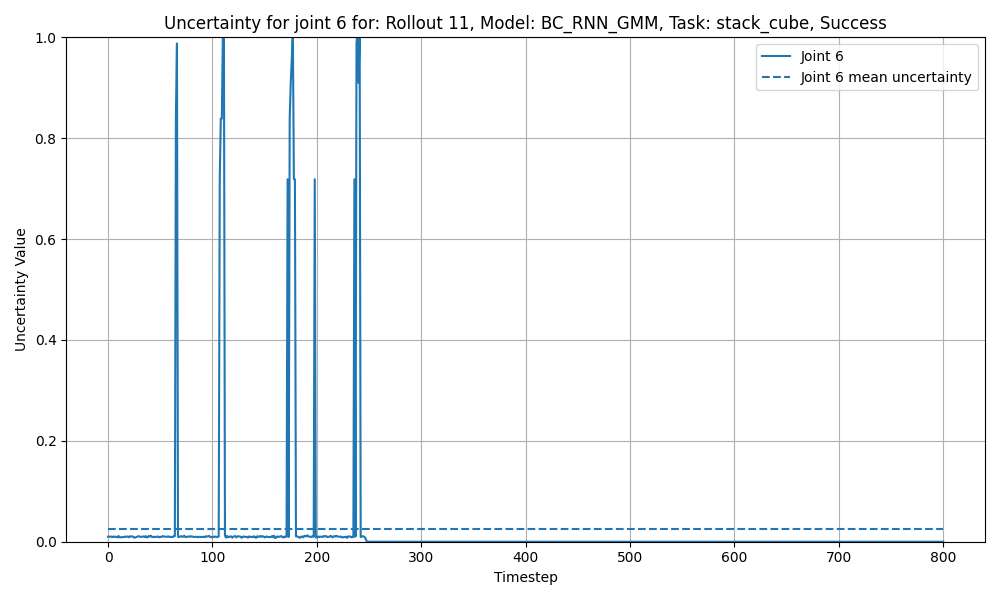 Uncertainty for joint 6 for: Rollout 11, Model: BC_RNN_GMM, Task: stack_cube, Success
Joint 6
Joint 6 mean uncertainty
Uncertainty Value
1.0
0.8
0.6
0.4
0.2
0.0
0 100 200 300 400 500 600 700 800
Timestep